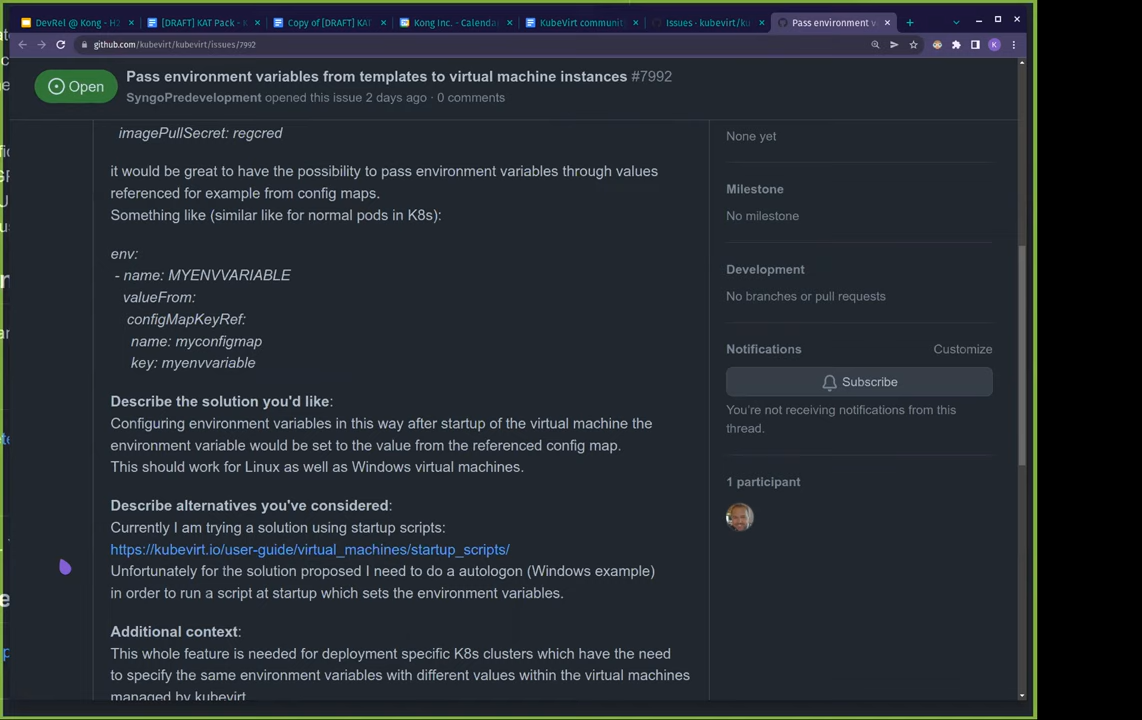 DevRel @ Kong - H2
[DRAFT] KAT Pack - K
Copy of [DRAFT] KAT
Kong Inc. - Calenda
KubeVirt communit
Issues · kubevirt/ku
Pass environment v
github.com/kubevirt/kubevirt/issues/7992
K
Open
Pass environment variables from templates to virtual machine instances #7992
SyngoPredevelopment opened this issue 2 days ago · 0 comments
imagePullSecret: regcred
it would be great to have the possibility to pass environment variables through values
referenced for example from config maps.
Something like (similar like for normal pods in K8s):
env:
- name: MYENVVARIABLE
valueFrom:
configMapKeyRef:
name: myconfigmap
key: myenvvariable
Describe the solution you'd like:
Configuring environment variables in this way after startup of the virtual machine the
environment variable would be set to the value from the referenced config map.
This should work for Linux as well as Windows virtual machines.
Describe alternatives you've considered:
Currently I am trying a solution using startup scripts:
https://kubevirt.io/user-guide/virtual_machines/startup_scripts/
Unfortunately for the solution proposed I need to do a autologon (Windows example)
in order to run a script at startup which sets the environment variables.
Additional context:
This whole feature is needed for deployment specific K8s clusters which have the need
to specify the same environment variables with different values within the virtual machines
managed by kubevirt.
None yet
Milestone
No milestone
Development
No branches or pull requests
Notifications
Customize
Subscribe
You're not receiving notifications from this
thread.
1 participant